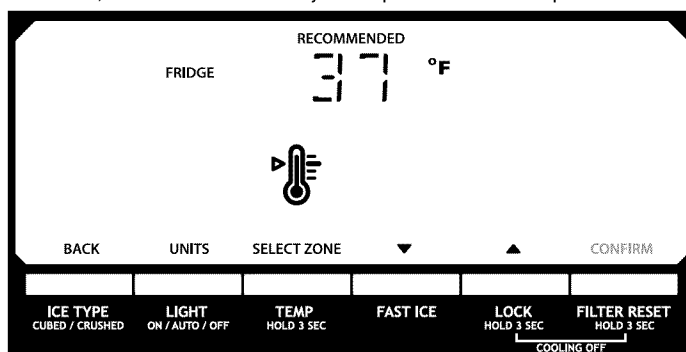 RECOMMENDED
FRIDGE 37 °F
BACK UNITS SELECT ZONE ▼ ▲ CONFIRM
ICE TYPE LIGHT TEMP FAST ICE LOCK FILTER RESET
CUBED / CRUSHED ON / AUTO / OFF HOLD 3 SEC HOLD 3 SEC HOLD 3 SEC
COOLING OFF